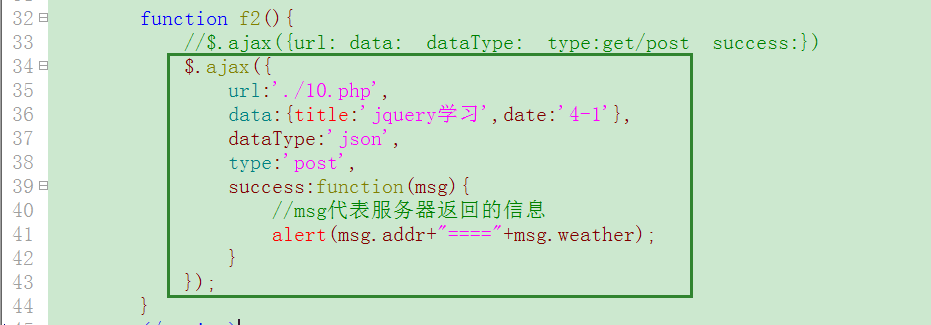 32 function f2(){
33 //$.ajax({url: data:  dataType:  type:get/post  success:})
34 $.ajax({
35 url:'./10.php',
36 data:{title:'jquery学习',date:'4-1'},
37 dataType:'json',
38 type:'post',
39 success:function(msg){
40 //msg代表服务器返回的信息
41 alert(msg.addr+"===="+msg.weather);
42 }
43 });
44 }